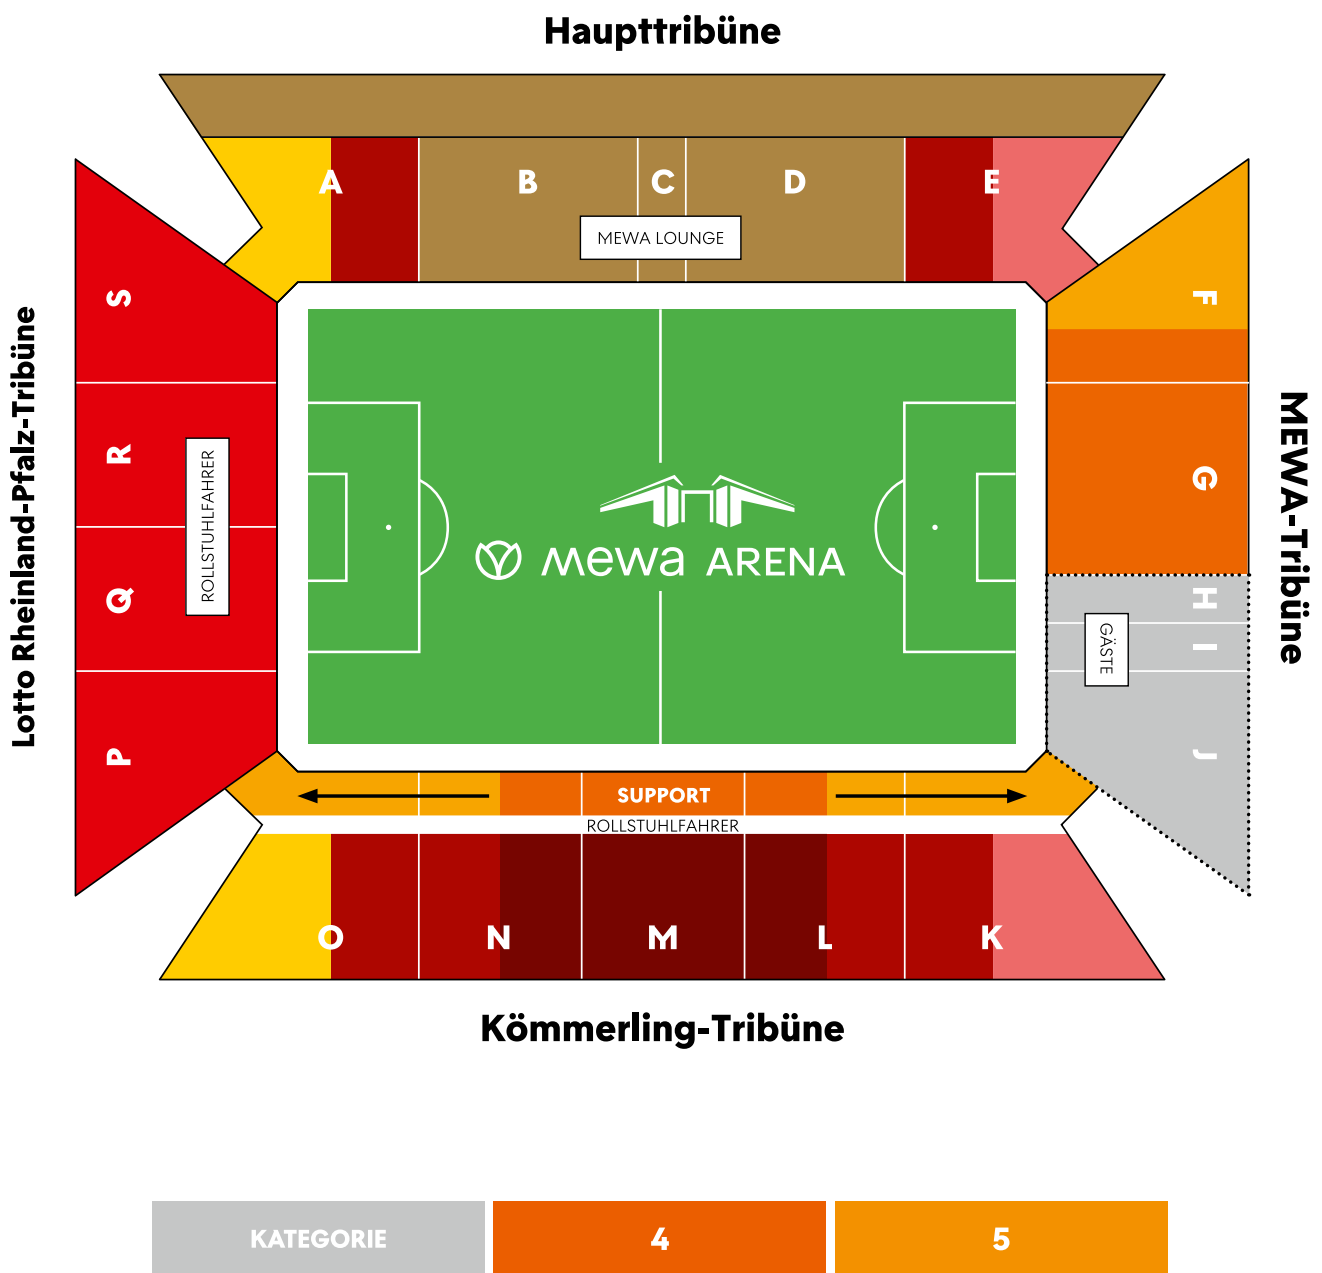 Haupttribüne
A
B
C
D
E
MEWA LOUNGE
Lotto Rheinland-Pfalz-Tribüne
S
R
Q
P
ROLLSTUHLFAHRER
mewa ARENA
F
G
H
I
J
GÄSTE
MEWA-Tribüne
SUPPORT
ROLLSTUHLFAHRER
O
N
M
L
K
Kömmerling-Tribüne
KATEGORIE
4
5